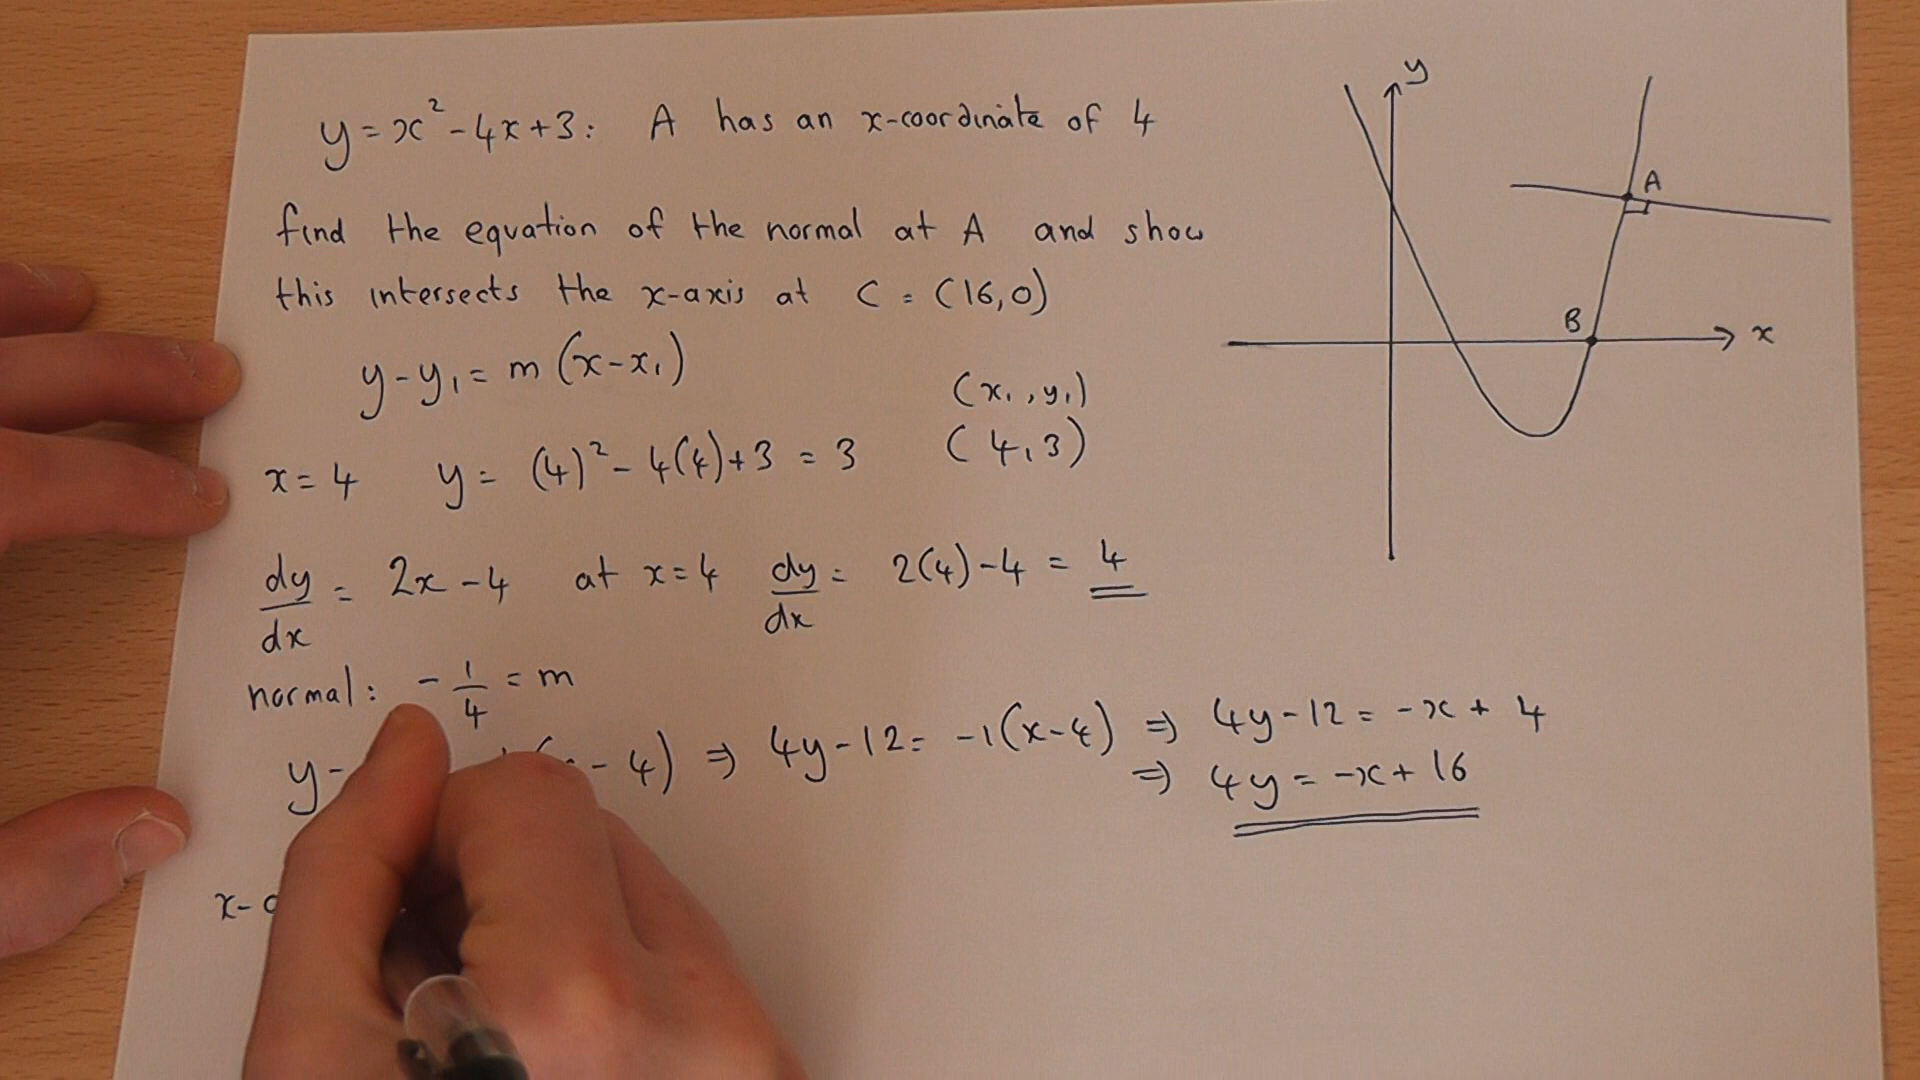 y = x² - 4x + 3 : A has an x-coordinate of 4
find the equation of the normal at A and show
this intersects the x-axis at C = (16,0)
y - y₁ = m (x - x₁)
(x₁, y₁)
x = 4 y = (4)² - 4(4) + 3 = 3
(4, 3)
dy/dx = 2x - 4 at x = 4 dy/dx = 2(4) - 4 = 4
normal: - 1/4 = m
y - - 4) ⇒ 4y - 12 = -1(x - 4) ⇒ 4y - 12 = -x + 4
⇒ 4y = -x + 16
x-
y
A
B
x